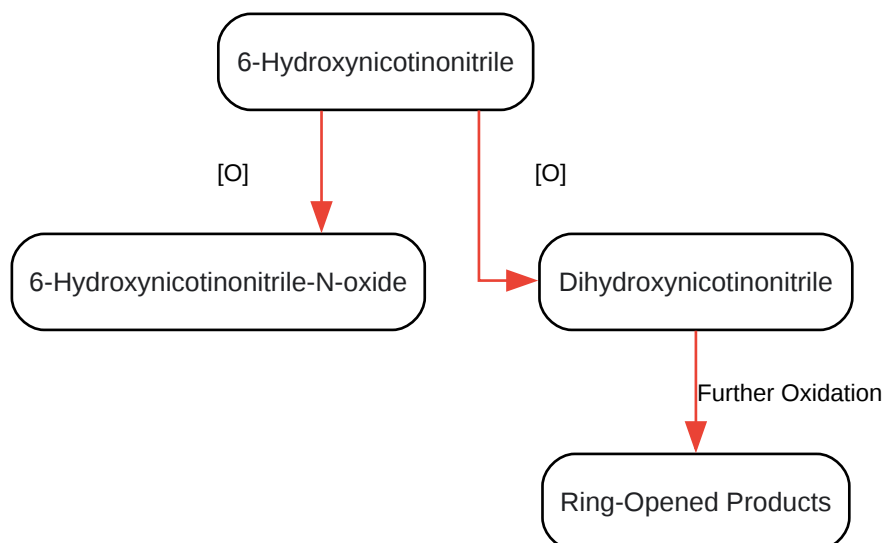 6-Hydroxynicotinonitrile
[O]
[O]
6-Hydroxynicotinonitrile-N-oxide
Dihydroxynicotinonitrile
Further Oxidation
Ring-Opened Products